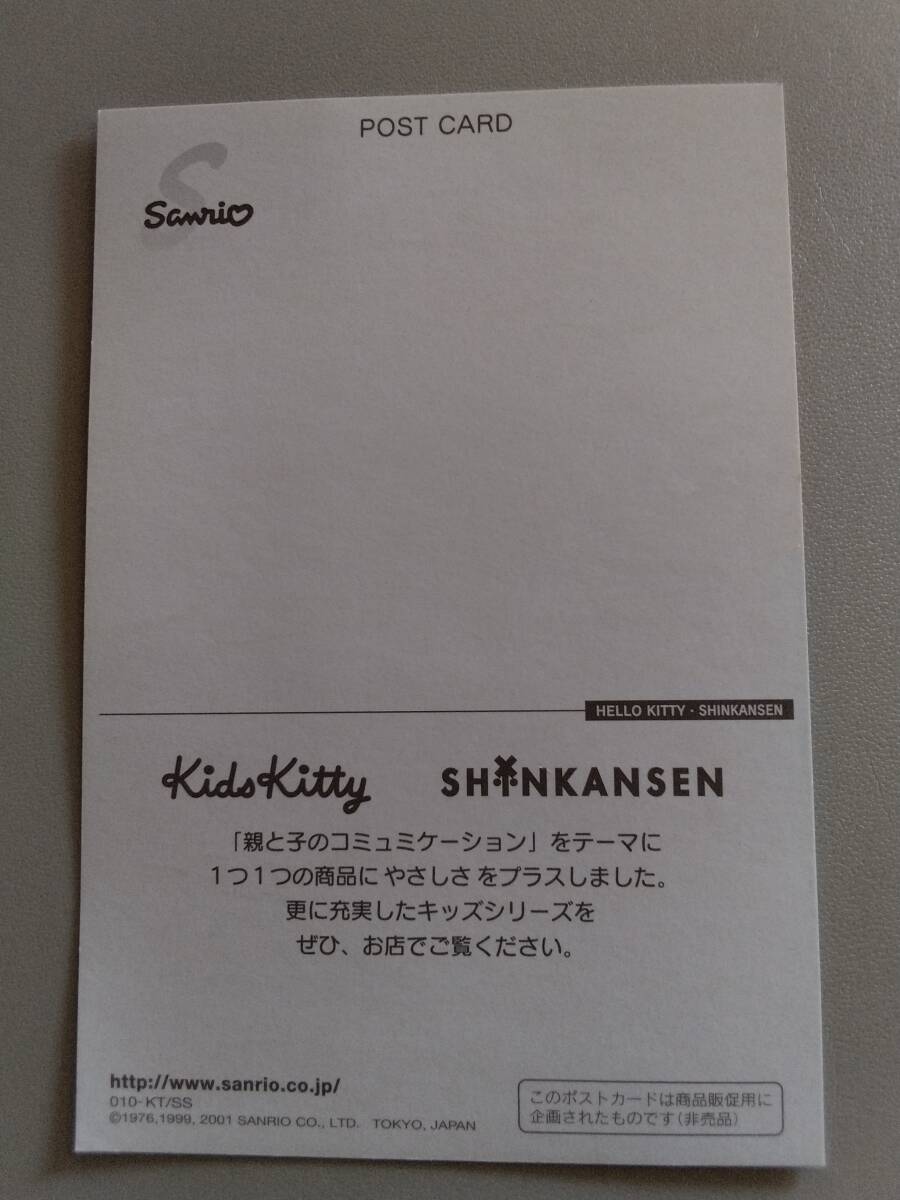 POST CARD
S
Sanrio
HELLO KITTY・SHINKANSEN
Kids Kitty
SHINKANSEN
「親と子のコミュミケーション」をテーマに
1つ1つの商品に やさしさ をプラスしました。
更に充実したキッズシリーズを
ぜひ、お店でご覧ください。
http://www.sanrio.co.jp/
010-KT/SS
©1976,1999, 2001 SANRIO CO., LTD. TOKYO, JAPAN
このポストカードは商品販促用に
企画されたものです(非売品)